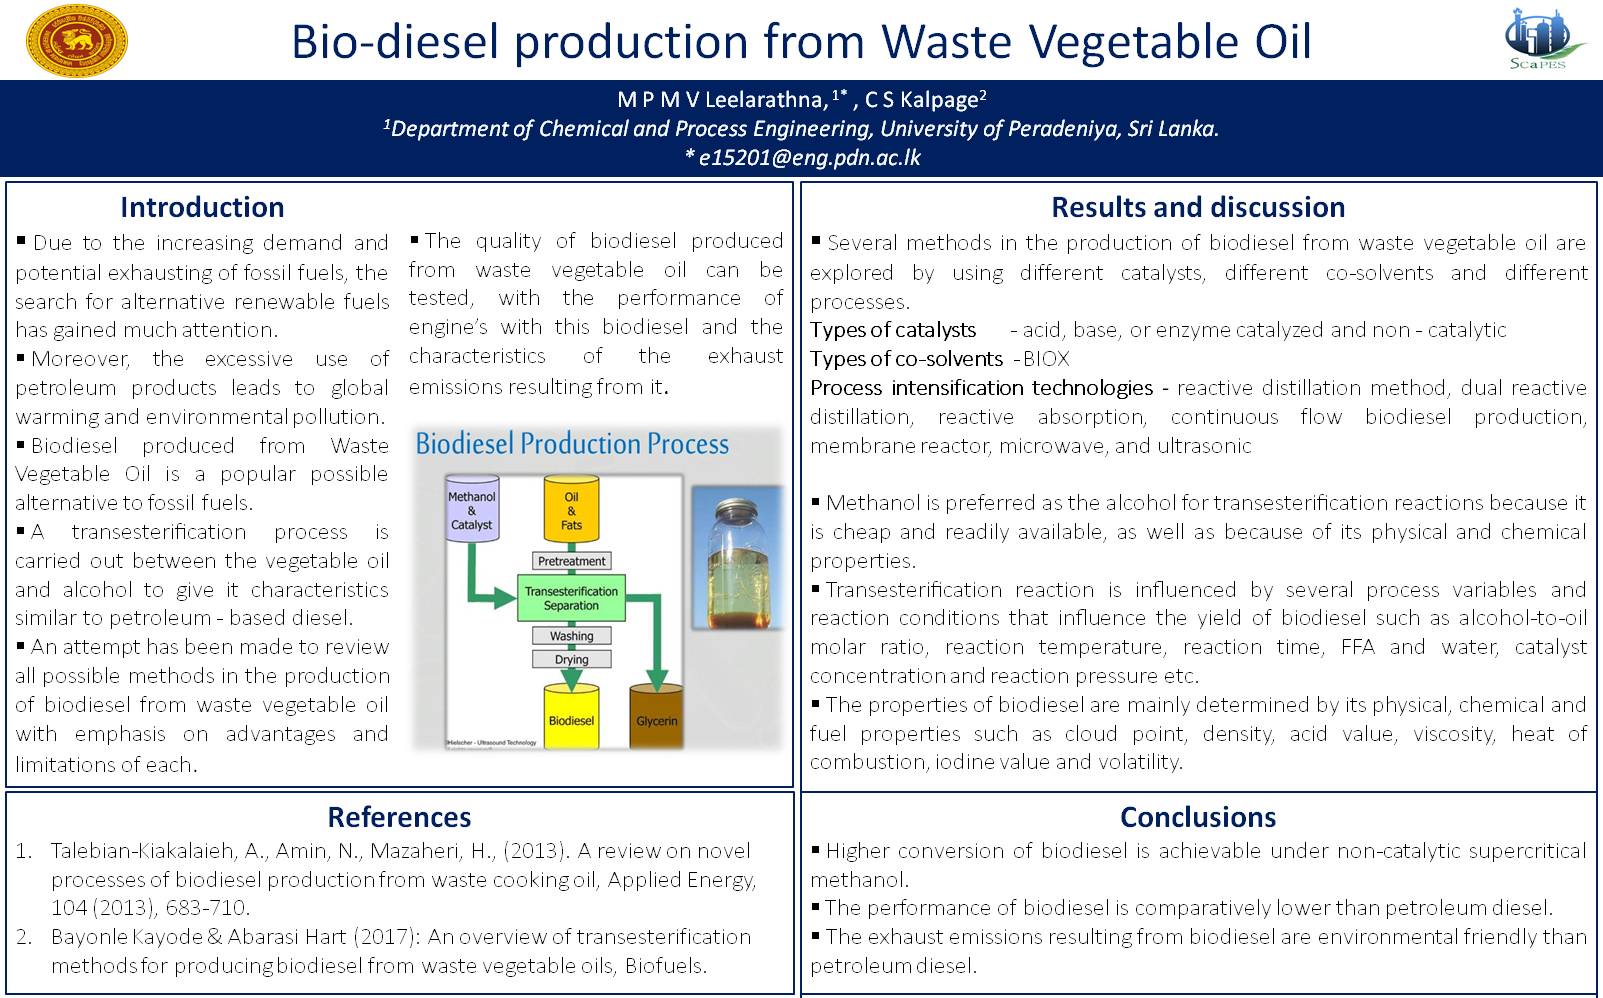 Bio-diesel production from Waste Vegetable Oil
ScaPES
M P M V Leelarathna,1* , C S Kalpage2
1Department of Chemical and Process Engineering, University of Peradeniya, Sri Lanka.
* e15201@eng.pdn.ac.lk
Introduction
▪ Due to the increasing demand and
potential exhausting of fossil fuels, the
search for alternative renewable fuels
has gained much attention.
▪ Moreover, the excessive use of
petroleum products leads to global
warming and environmental pollution.
▪ Biodiesel produced from Waste
Vegetable Oil is a popular possible
alternative to fossil fuels.
▪ A transesterification process is
carried out between the vegetable oil
and alcohol to give it characteristics
similar to petroleum - based diesel.
▪ An attempt has been made to review
all possible methods in the production
of biodiesel from waste vegetable oil
with emphasis on advantages and
limitations of each.
▪ The quality of biodiesel produced
from waste vegetable oil can be
tested, with the performance of
engine's with this biodiesel and the
characteristics of the exhaust
emissions resulting from it.
Biodiesel Production Process
Methanol
&
Catalyst
Oil
&
Fats
Pretreatment
Transesterification
Separation
Washing
Drying
Biodiesel
Glycerin
Hielscher - Ultrasound Technology
Results and discussion
▪ Several methods in the production of biodiesel from waste vegetable oil are
explored by using different catalysts, different co-solvents and different
processes.
Types of catalysts - acid, base, or enzyme catalyzed and non - catalytic
Types of co-solvents - BIOX
Process intensification technologies - reactive distillation method, dual reactive
distillation, reactive absorption, continuous flow biodiesel production,
membrane reactor, microwave, and ultrasonic
▪ Methanol is preferred as the alcohol for transesterification reactions because it
is cheap and readily available, as well as because of its physical and chemical
properties.
▪ Transesterification reaction is influenced by several process variables and
reaction conditions that influence the yield of biodiesel such as alcohol-to-oil
molar ratio, reaction temperature, reaction time, FFA and water, catalyst
concentration and reaction pressure etc.
▪ The properties of biodiesel are mainly determined by its physical, chemical and
fuel properties such as cloud point, density, acid value, viscosity, heat of
combustion, iodine value and volatility.
References
1. Talebian-Kiakalaieh, A., Amin, N., Mazaheri, H., (2013). A review on novel
processes of biodiesel production from waste cooking oil, Applied Energy,
104 (2013), 683-710.
2. Bayonle Kayode & Abarasi Hart (2017): An overview of transesterification
methods for producing biodiesel from waste vegetable oils, Biofuels.
Conclusions
▪ Higher conversion of biodiesel is achievable under non-catalytic supercritical
methanol.
▪ The performance of biodiesel is comparatively lower than petroleum diesel.
▪ The exhaust emissions resulting from biodiesel are environmental friendly than
petroleum diesel.